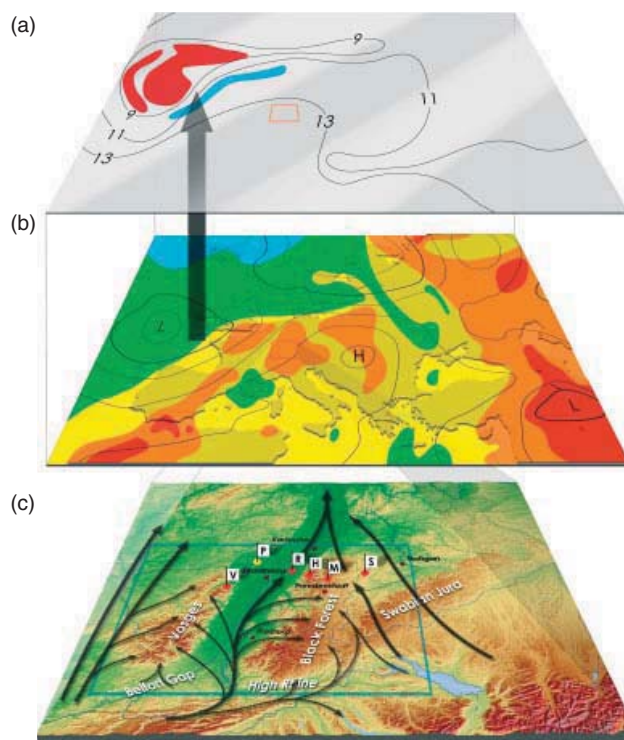 (a)
9
11
9
11
13
13
(b)
L
H
L
(c)
P
R
H
M
S
V
Vosges
Black Forest
Swabian Jura
Belfort Gap
High Rhine